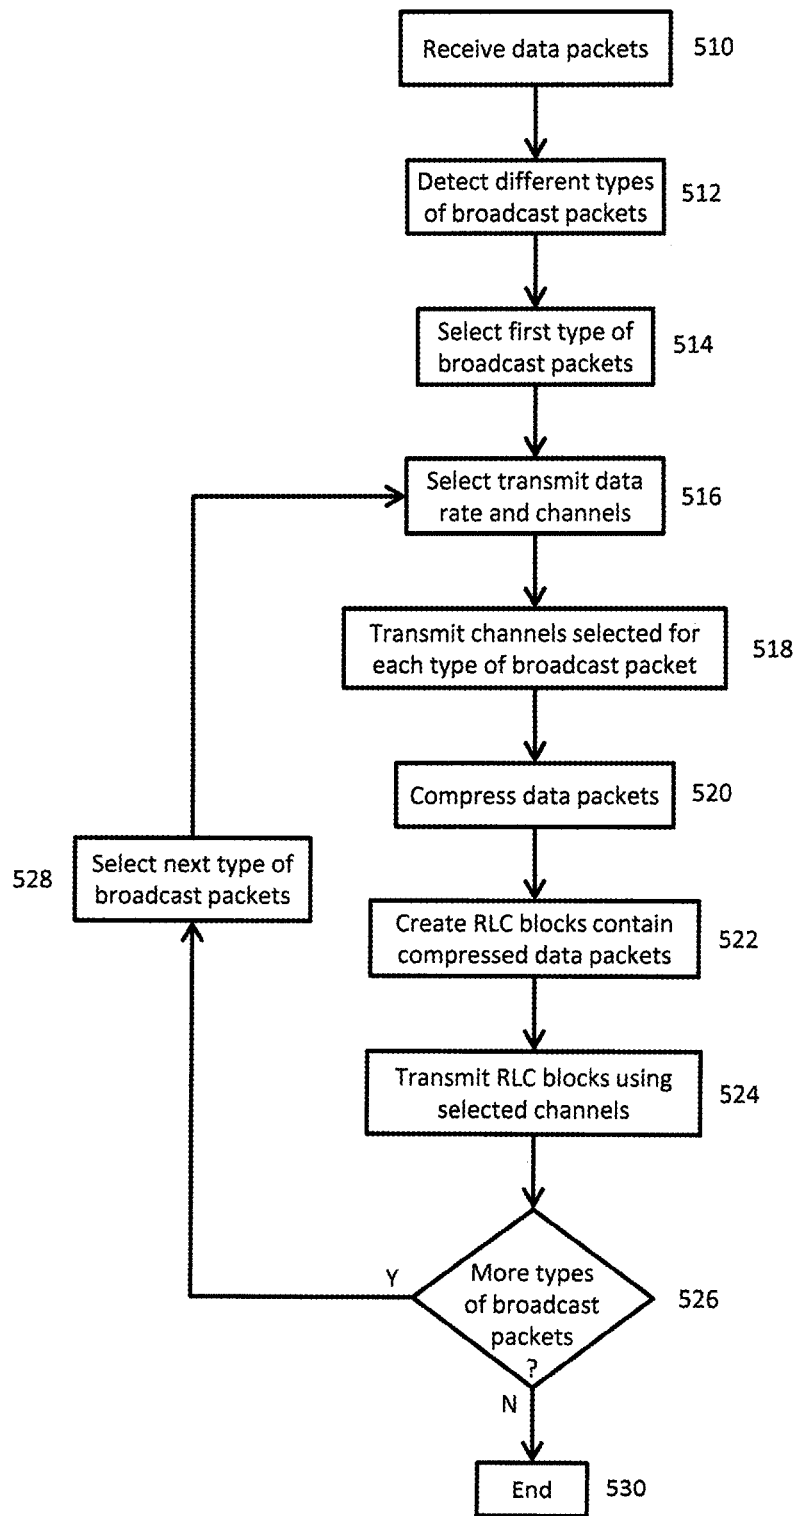 Receive data packets
510
Detect different types
of broadcast packets
512
Select first type of
broadcast packets
514
Select transmit data
rate and channels
516
Transmit channels selected for
each type of broadcast packet
518
Compress data packets
520
528
Select next type of
broadcast packets
Create RLC blocks contain
compressed data packets
522
Transmit RLC blocks using
selected channels
524
Y
More types
of broadcast
packets
?
526
N
End
530